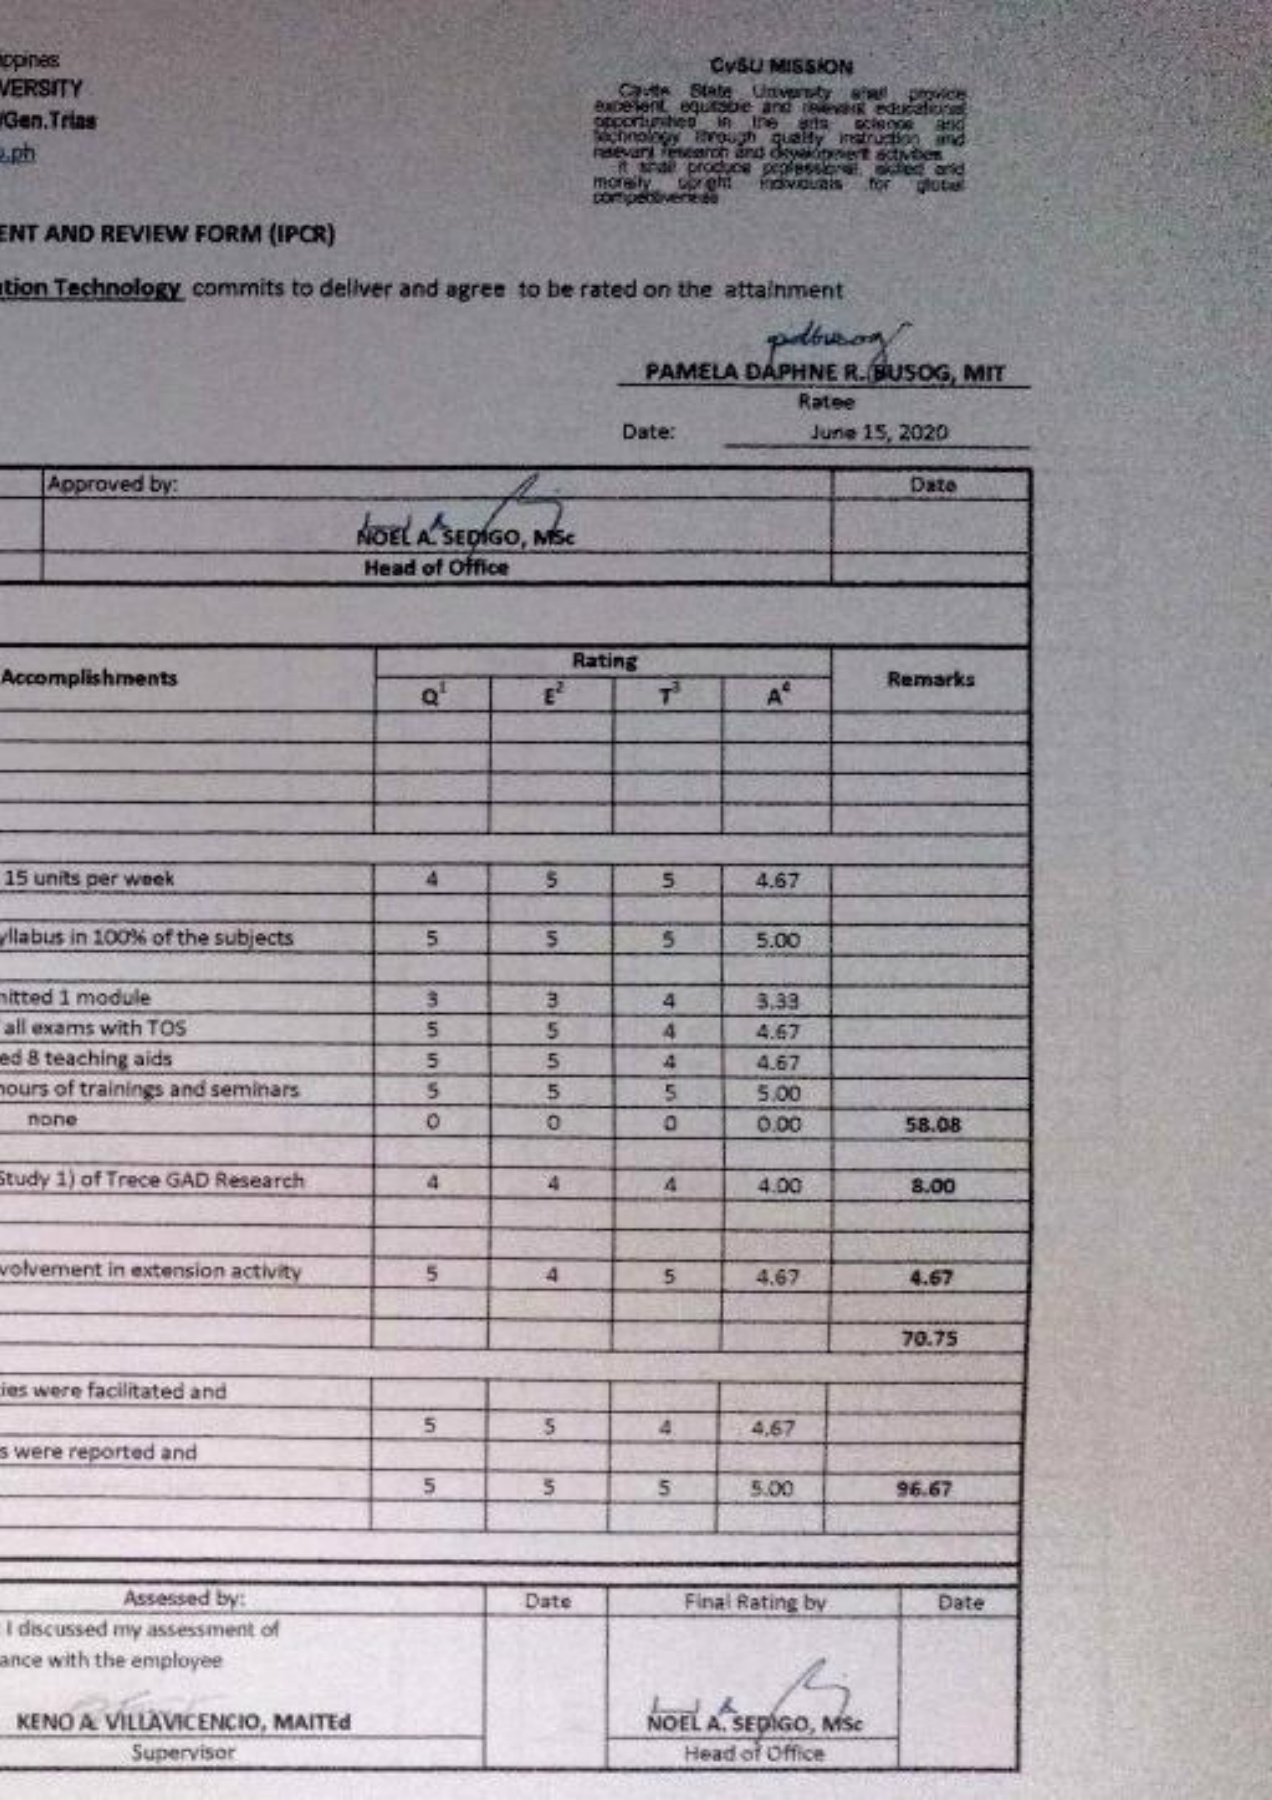 ppines
VERSITY
/Gen.Trias
.ph
CvSU MISSION
Cavite State University shall provide
excellent, equitable and relevant educational
opportunities in the arts science and
technology through quality instruction and
relevant research and development activities
It shall produce professional, skilled and
morally upright individuals for global
competitiveness
ENT AND REVIEW FORM (IPCR)
tion Technology commits to deliver and agree to be rated on the attainment
pdbusog
PAMELA DAPHNE R. BUSOG, MIT
Ratee
Date: June 15, 2020
Approved by: Date
NOEL A. SEDIGO, MSc
Head of Office
Accomplishments Rating Remarks
Q1 E2 T3 A4
15 units per week 4 5 5 4.67
yllabus in 100% of the subjects 5 5 5 5.00
nitted 1 module 3 3 4 3.33
all exams with TOS 5 5 4 4.67
ed 8 teaching aids 5 5 4 4.67
hours of trainings and seminars 5 5 5 5.00
none 0 0 0 0.00 58.08
Study 1) of Trece GAD Research 4 4 4 4.00 8.00
volvement in extension activity 5 4 5 4.67 4.67
70.75
ies were facilitated and
5 5 4 4.67
s were reported and
5 5 5 5.00 96.67
Assessed by: Date Final Rating by Date
I discussed my assessment of
ance with the employee
KENO A. VILLAVICENCIO, MAITEd NOEL A. SEDIGO, MSc
Supervisor Head of Office